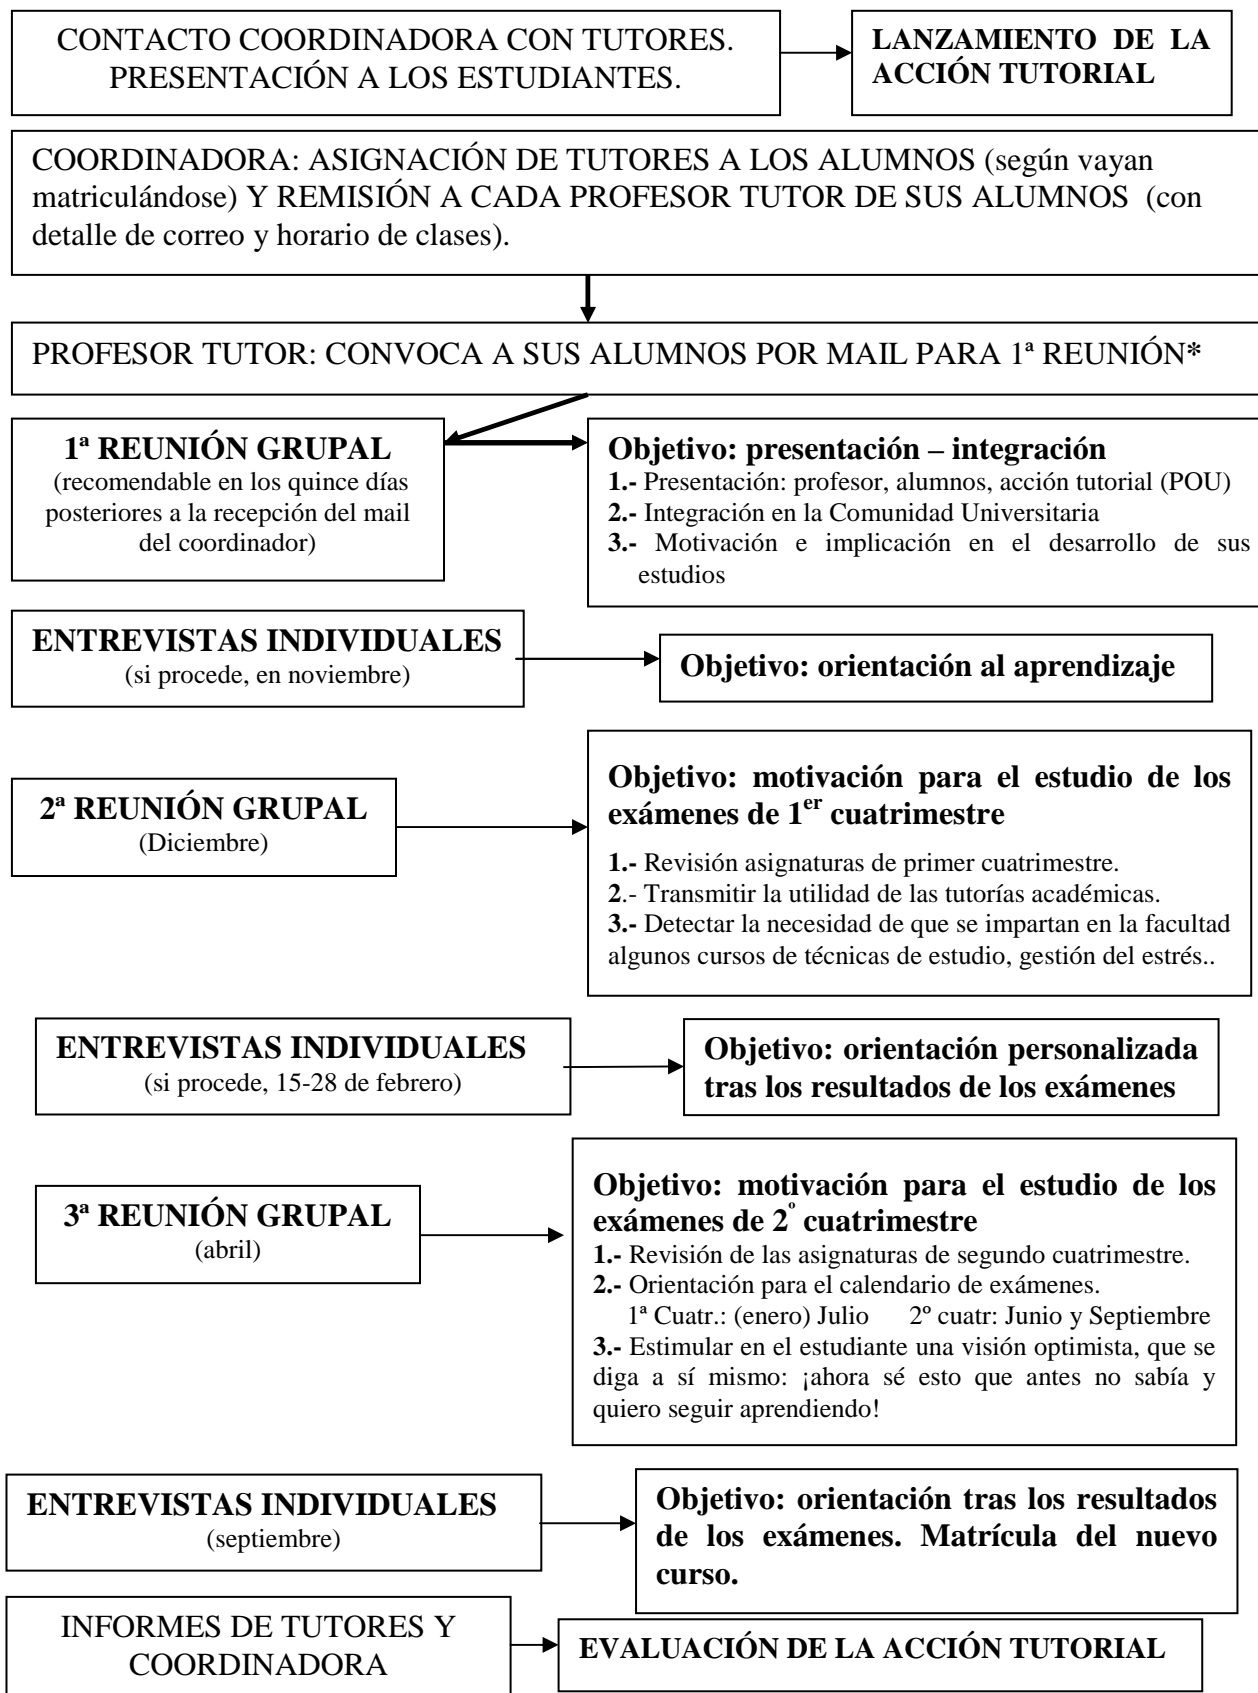 CONTACTO COORDINADORA CON TUTORES.
PRESENTACIÓN A LOS ESTUDIANTES.
LANZAMIENTO DE LA
ACCIÓN TUTORIAL
COORDINADORA: ASIGNACIÓN DE TUTORES A LOS ALUMNOS (según vayan
matriculándose) Y REMISIÓN A CADA PROFESOR TUTOR DE SUS ALUMNOS (con
detalle de correo y horario de clases).
PROFESOR TUTOR: CONVOCA A SUS ALUMNOS POR MAIL PARA 1ª REUNIÓN*
1ª REUNIÓN GRUPAL
(recomendable en los quince días
posteriores a la recepción del mail
del coordinador)
Objetivo: presentación – integración
1.- Presentación: profesor, alumnos, acción tutorial (POU)
2.- Integración en la Comunidad Universitaria
3.- Motivación e implicación en el desarrollo de sus
estudios
ENTREVISTAS INDIVIDUALES
(si procede, en noviembre)
Objetivo: orientación al aprendizaje
2ª REUNIÓN GRUPAL
(Diciembre)
Objetivo: motivación para el estudio de los
exámenes de 1er cuatrimestre
1.- Revisión asignaturas de primer cuatrimestre.
2.- Transmitir la utilidad de las tutorías académicas.
3.- Detectar la necesidad de que se impartan en la facultad
algunos cursos de técnicas de estudio, gestión del estrés..
ENTREVISTAS INDIVIDUALES
(si procede, 15-28 de febrero)
Objetivo: orientación personalizada
tras los resultados de los exámenes
3ª REUNIÓN GRUPAL
(abril)
Objetivo: motivación para el estudio de los
exámenes de 2º cuatrimestre
1.- Revisión de las asignaturas de segundo cuatrimestre.
2.- Orientación para el calendario de exámenes.
1ª Cuatr.: (enero) Julio 2º cuatr: Junio y Septiembre
3.- Estimular en el estudiante una visión optimista, que se
diga a sí mismo: ¡ahora sé esto que antes no sabía y
quiero seguir aprendiendo!
ENTREVISTAS INDIVIDUALES
(septiembre)
Objetivo: orientación tras los resultados
de los exámenes. Matrícula del nuevo
curso.
INFORMES DE TUTORES Y
COORDINADORA
EVALUACIÓN DE LA ACCIÓN TUTORIAL